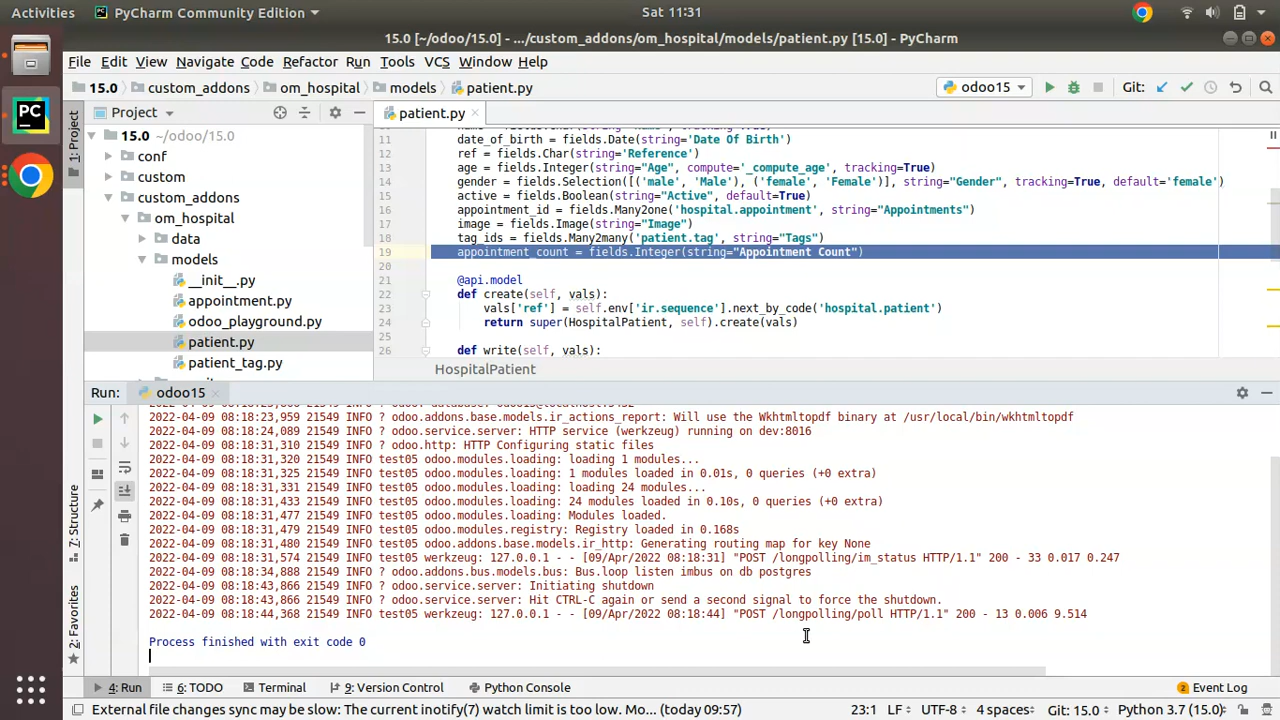 Activities PyCharm Community Edition Sat 11:31
15.0 [~/odoo/15.0] - .../custom_addons/om_hospital/models/patient.py [15.0] - PyCharm
File Edit View Navigate Code Refactor Run Tools VCS Window Help
15.0 custom_addons om_hospital models patient.py odoo15 Git:
1: Project
Project
15.0 ~/odoo/15.0
conf
custom
custom_addons
om_hospital
data
models
__init__.py
appointment.py
odoo_playground.py
patient.py
patient_tag.py
patient.py
11 date_of_birth = fields.Date(string='Date Of Birth')
12 ref = fields.Char(string='Reference')
13 age = fields.Integer(string="Age", compute='_compute_age', tracking=True)
14 gender = fields.Selection([('male', 'Male'), ('female', 'Female')], string="Gender", tracking=True, default='female')
15 active = fields.Boolean(string="Active", default=True)
16 appointment_id = fields.Many2one('hospital.appointment', string="Appointments")
17 image = fields.Image(string="Image")
18 tag_ids = fields.Many2many('patient.tag', string="Tags")
19 appointment_count = fields.Integer(string="Appointment Count")
20
21 @api.model
22 def create(self, vals):
23 vals['ref'] = self.env['ir.sequence'].next_by_code('hospital.patient')
24 return super(HospitalPatient, self).create(vals)
25
26 def write(self, vals):
HospitalPatient
Run: odoo15
2022-04-09 08:18:23,959 21549 INFO ? odoo.addons.base.models.ir_actions_report: Will use the Wkhtmltopdf binary at /usr/local/bin/wkhtmltopdf
2022-04-09 08:18:24,089 21549 INFO ? odoo.service.server: HTTP service (werkzeug) running on dev:8016
2022-04-09 08:18:31,310 21549 INFO ? odoo.http: HTTP Configuring static files
2022-04-09 08:18:31,320 21549 INFO test05 odoo.modules.loading: loading 1 modules...
2022-04-09 08:18:31,325 21549 INFO test05 odoo.modules.loading: 1 modules loaded in 0.01s, 0 queries (+0 extra)
2022-04-09 08:18:31,331 21549 INFO test05 odoo.modules.loading: loading 24 modules...
2022-04-09 08:18:31,433 21549 INFO test05 odoo.modules.loading: 24 modules loaded in 0.10s, 0 queries (+0 extra)
2022-04-09 08:18:31,477 21549 INFO test05 odoo.modules.loading: Modules loaded.
2022-04-09 08:18:31,479 21549 INFO test05 odoo.modules.registry: Registry loaded in 0.168s
2022-04-09 08:18:31,480 21549 INFO test05 odoo.addons.base.models.ir_http: Generating routing map for key None
2022-04-09 08:18:31,574 21549 INFO test05 werkzeug: 127.0.0.1 - - [09/Apr/2022 08:18:31] "POST /longpolling/im_status HTTP/1.1" 200 - 33 0.017 0.247
2022-04-09 08:18:34,888 21549 INFO ? odoo.addons.bus.models.bus: Bus.loop listen imbus on db postgres
2022-04-09 08:18:43,866 21549 INFO ? odoo.service.server: Initiating shutdown
2022-04-09 08:18:43,866 21549 INFO ? odoo.service.server: Hit CTRL-C again or send a second signal to force the shutdown.
2022-04-09 08:18:44,368 21549 INFO test05 werkzeug: 127.0.0.1 - - [09/Apr/2022 08:18:44] "POST /longpolling/poll HTTP/1.1" 200 - 13 0.006 9.514
Process finished with exit code 0
7: Structure
2: Favorites
4: Run 6: TODO Terminal 9: Version Control Python Console 2 Event Log
External file changes sync may be slow: The current inotify(7) watch limit is too low. Mo... (today 09:57) 23:1 LF UTF-8 4 spaces Git: 15.0 Python 3.7 (15.0)